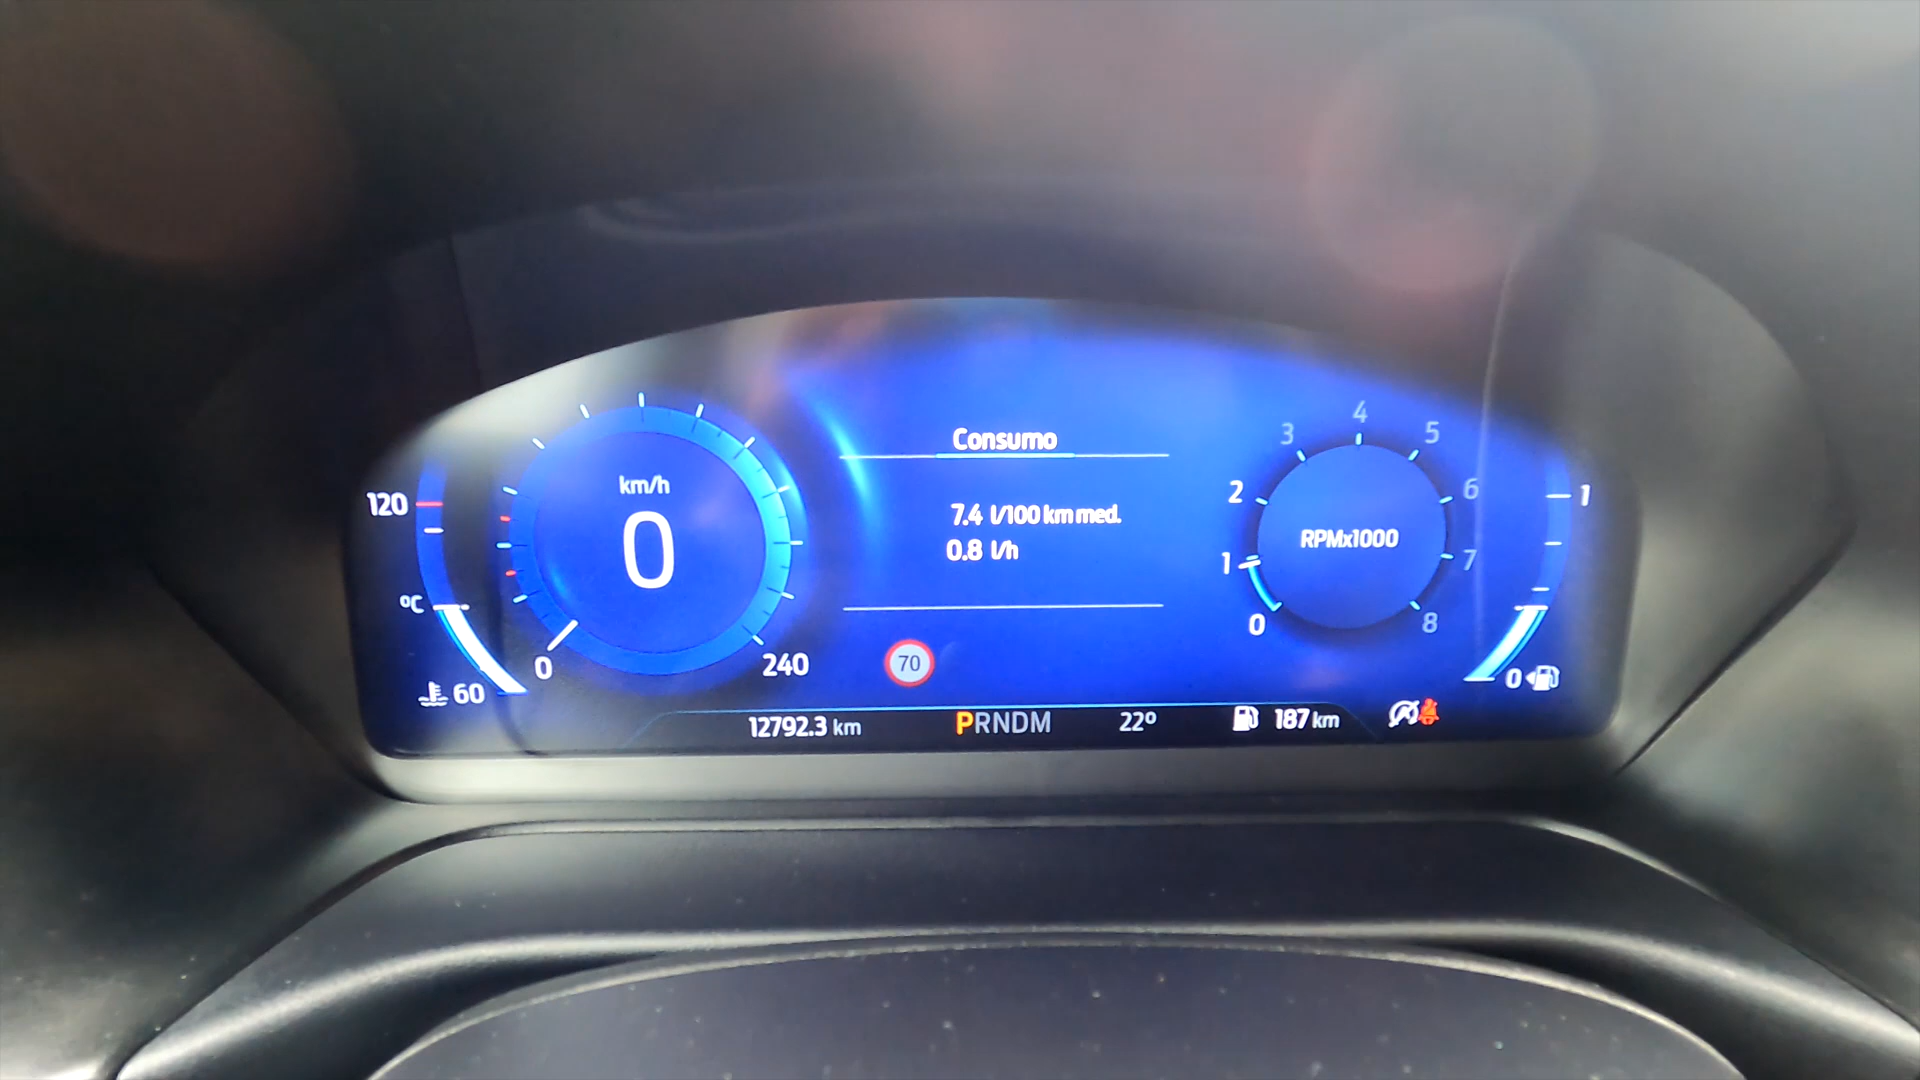 Consumo
7.4 l/100 km med.
0.8 l/h
km/h
0
0
240
120
ºC
60
70
0
1
2
3
4
5
6
7
8
RPMx1000
1
0
12792.3 km
PRNDM
22º
187 km